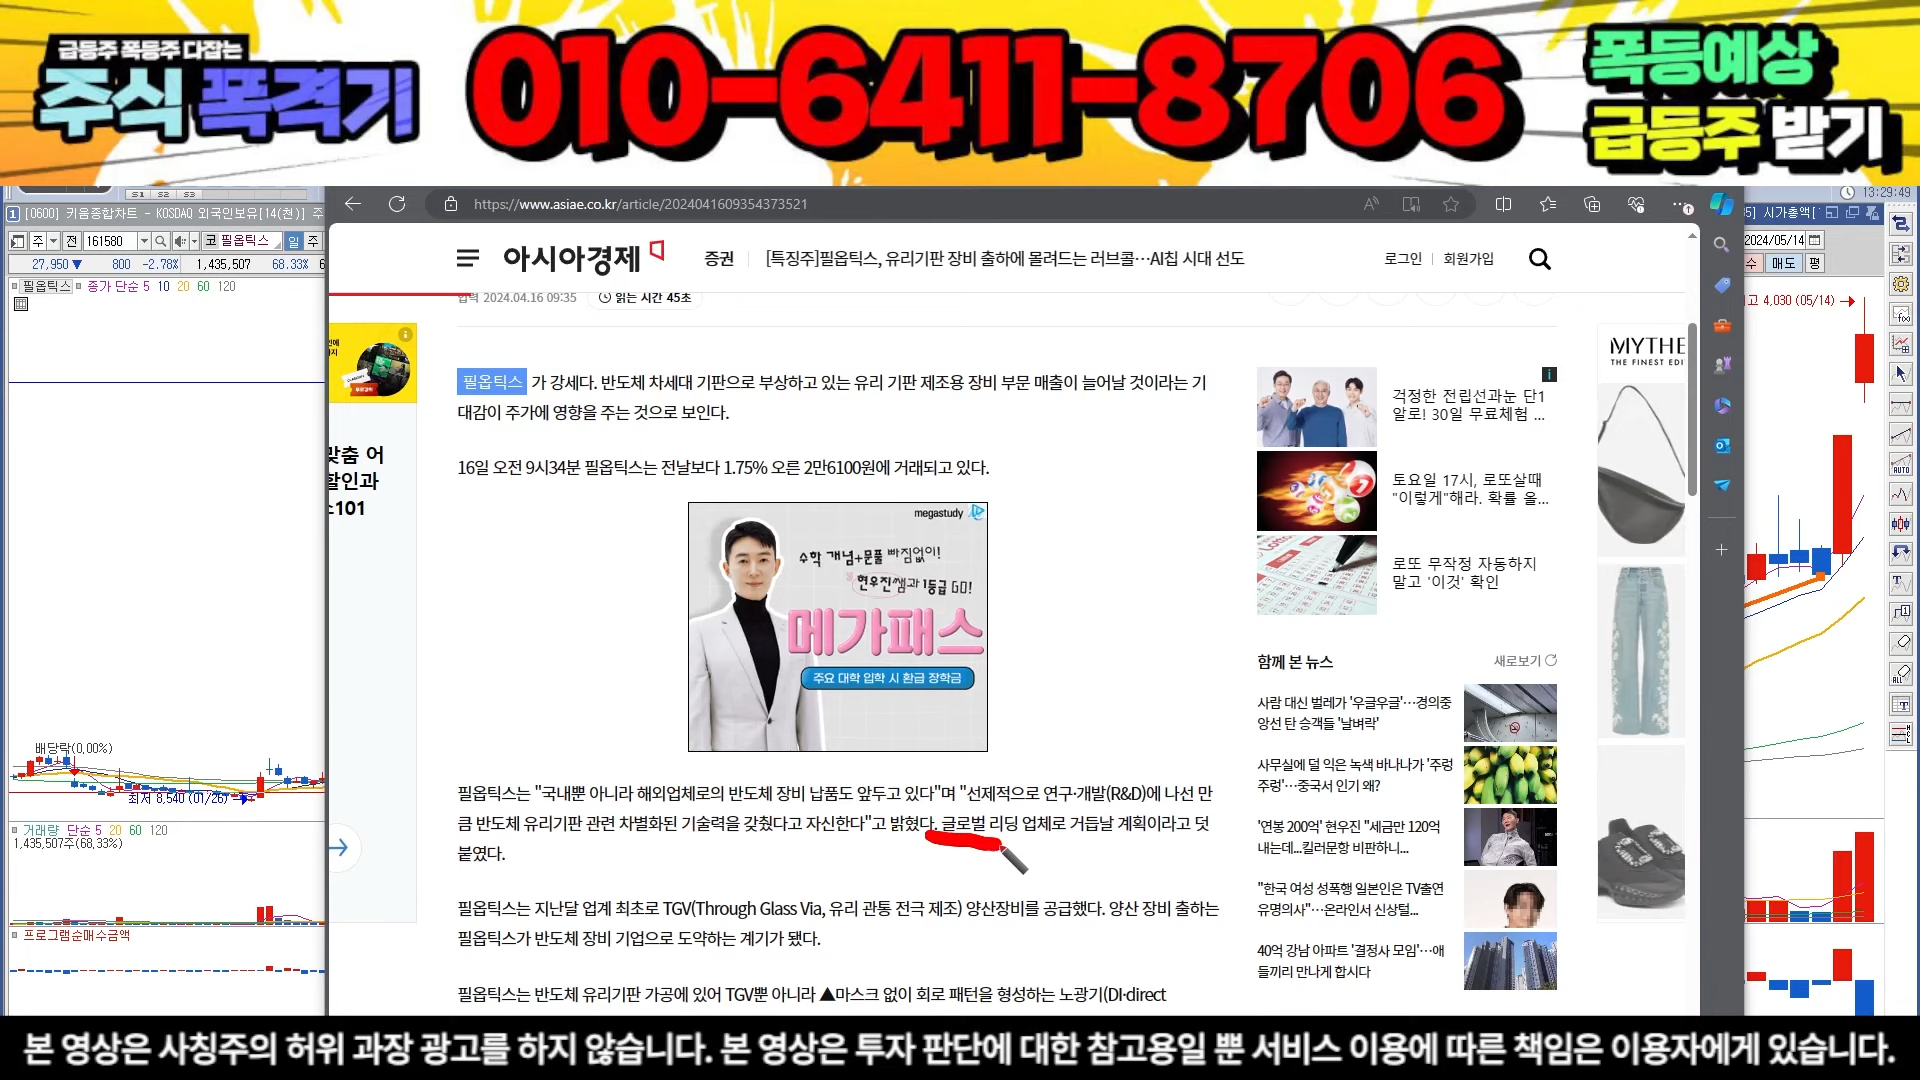 급등주 폭등주 다잡는
주식 폭격기
010-6411-8706
폭등예상
급등주 받기
S1 S2 S3
13:29:49
1 [0600] 키움종합차트 - KOSDAQ 외국인보유[14(천)] 주
https://www.asiae.co.kr/article/2024041609354373521
시가총액[
주 전 161580 코 필옵틱스 일 주
27,950 ▼ 800 -2.78% 1,435,507 68.33% 6
2024/05/14
수 매도 평
필옵틱스 종가 단순 5 10 20 60 120
아시아경제
증권 [특징주]필옵틱스, 유리기판 장비 출하에 몰려드는 러브콜…AI칩 시대 선도
로그인 회원가입
입력 2024.04.16 09:35 읽는 시간 45초
고 4,030 (05/14)
필옵틱스 가 강세다. 반도체 차세대 기판으로 부상하고 있는 유리 기판 제조용 장비 부문 매출이 늘어날 것이라는 기
대감이 주가에 영향을 주는 것으로 보인다.
16일 오전 9시34분 필옵틱스는 전날보다 1.75% 오른 2만6100원에 거래되고 있다.
맞춤 어
할인과
101
megastudy
수학 개념+문풀 빠짐없이!
현우진쌤과 1등급 GO!
메가패스
주요 대학 입학 시 환급 장학금
필옵틱스는 "국내뿐 아니라 해외업체로의 반도체 장비 납품도 앞두고 있다"며 "선제적으로 연구·개발(R&D)에 나선 만
큼 반도체 유리기판 관련 차별화된 기술력을 갖췄다고 자신한다"고 밝혔다. 글로벌 리딩 업체로 거듭날 계획이라고 덧
붙였다.
필옵틱스는 지난달 업계 최초로 TGV(Through Glass Via, 유리 관통 전극 제조) 양산장비를 공급했다. 양산 장비 출하는
필옵틱스가 반도체 장비 기업으로 도약하는 계기가 됐다.
필옵틱스는 반도체 유리기판 가공에 있어 TGV뿐 아니라 ▲마스크 없이 회로 패턴을 형성하는 노광기(DI·direct
걱정한 전립선과눈 단1
알로! 30일 무료체험 ...
토요일 17시, 로또살때
"이렇게"해라. 확률 올...
로또 무작정 자동하지
말고 '이것' 확인
함께 본 뉴스 새로보기
사람 대신 벌레가 '우글우글'…경의중
앙선 탄 승객들 '날벼락'
사무실에 덜 익은 녹색 바나나가 '주렁
주렁'…중국서 인기 왜?
'연봉 200억' 현우진 "세금만 120억
내는데...킬러문항 비판하니...
"한국 여성 성폭행 일본인은 TV출연
유명의사"…온라인서 신상털...
40억 강남 아파트 '결정사 모임'…애
들끼리 만나게 합시다
MYTHE
THE FINEST EDI
AUTO
ALL
배당락(0,00%)
최저 8,540 (01/26)
거래량 단순 5 20 60 120
1,435,507주(68,33%)
프로그램순매수금액
본 영상은 사칭주의 허위 과장 광고를 하지 않습니다. 본 영상은 투자 판단에 대한 참고용일 뿐 서비스 이용에 따른 책임은 이용자에게 있습니다.